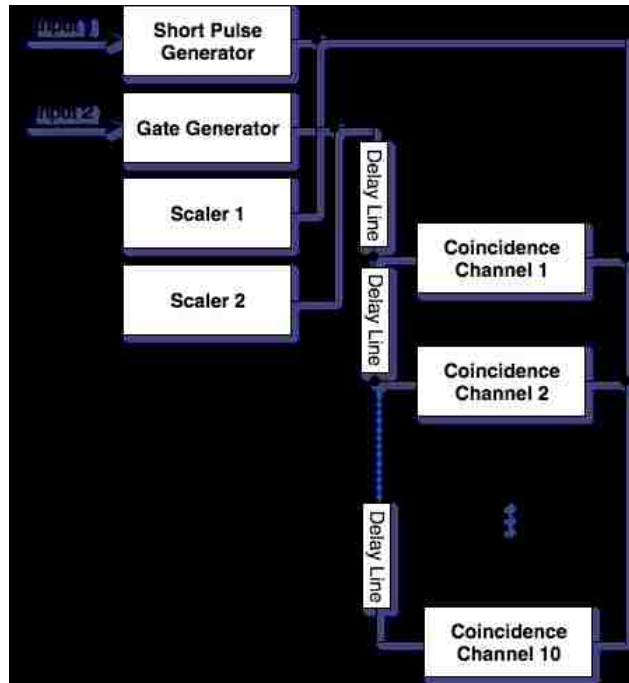 Input 1
Short Pulse
Generator
Input 2
Gate Generator
Delay Line
Scaler 1
Coincidence
Channel 1
Scaler 2
Delay Line
Coincidence
Channel 2
Delay Line
Coincidence
Channel 10